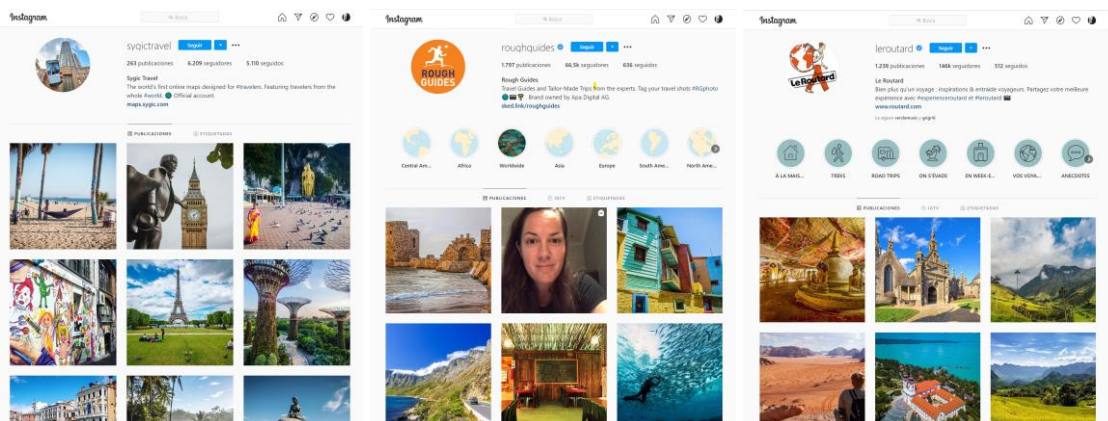 Instagram
Busca
sygictravel Seguir
263 publicaciones 6.209 seguidores 5.110 seguidos
Sygic Travel
The world's first online maps designed for #travelers. Featuring travelers from the
whole #world. Official account.
maps.sygic.com
PUBLICACIONES ETIQUETADAS
Instagram
Busca
ROUGH
GUIDES
roughguides Seguir
1.797 publicaciones 66,5k seguidores 636 seguidos
Rough Guides
Travel Guides and Tailor-Made Trips from the experts. Tag your travel shots #RGphoto
. Brand owned by Apa Digital AG.
sked.link/roughguides
Central Am... Africa Worldwide Asia Europe South Ame... North Ame...
PUBLICACIONES IGTV ETIQUETADAS
Instagram
Busca
Le Routard
leroutard Seguir
1.238 publicaciones 146k seguidores 512 seguidos
Le Routard
Bien plus qu'un voyage : inspirations & entraide voyageurs. Partagez votre meilleure
expérience avec #experienceroutard et #leroutard
www.routard.com
À LA MAIS... TREKS ROAD TRIPS ON S'ÉVADE EN WEEK-E... VOS VOYA... ANECDOTES
PUBLICACIONES IGTV ETIQUETADAS